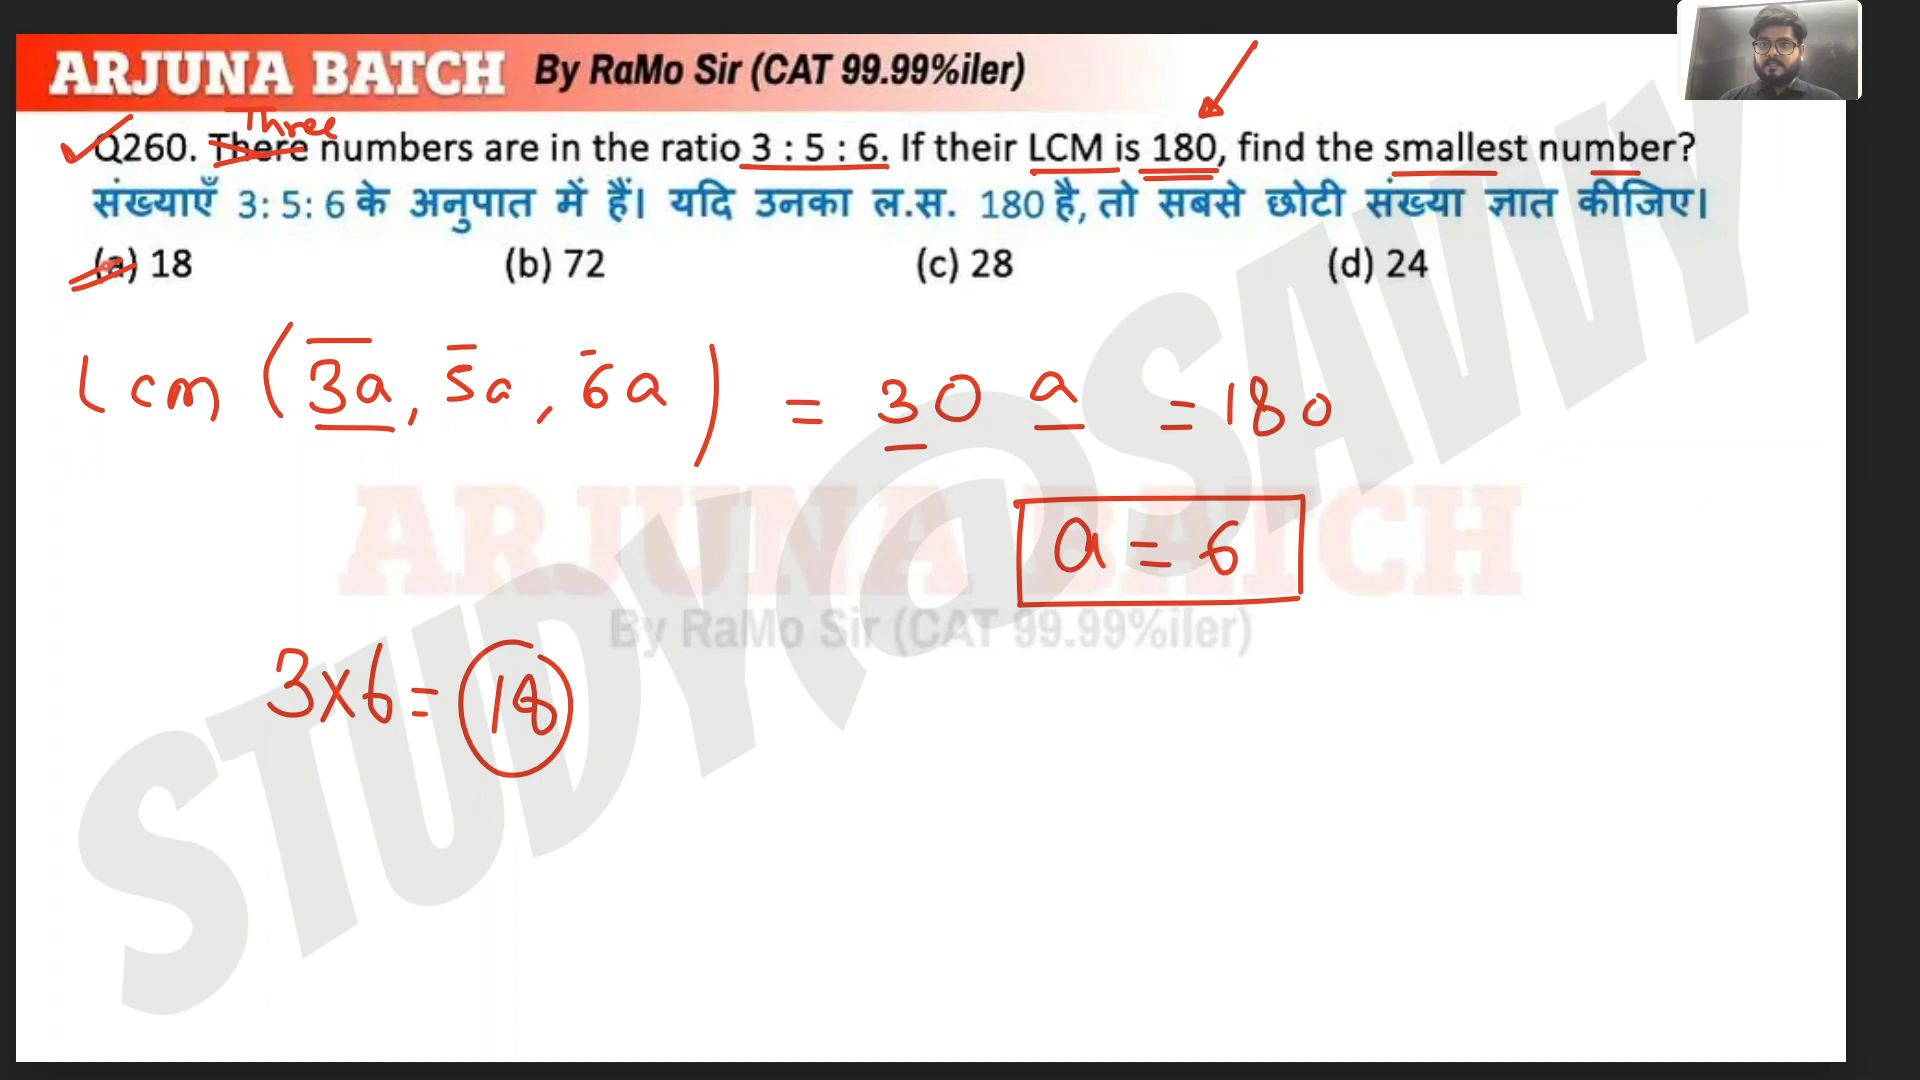 ARJUNA BATCH By RaMo Sir (CAT 99.99%iler)
Three
Q260. There numbers are in the ratio 3 : 5 : 6. If their LCM is 180, find the smallest number?
संख्याएँ 3: 5: 6 के अनुपात में हैं। यदि उनका ल.स. 180 है, तो सबसे छोटी संख्या ज्ञात कीजिए।
(a) 18 (b) 72 (c) 28 (d) 24
Lcm (3a, 5a, 6a) = 30 a = 180
ARJUNA BATCH
a = 6
By RaMo Sir (CAT 99.99%iler)
3x6= 18
STUDY@SAVVY